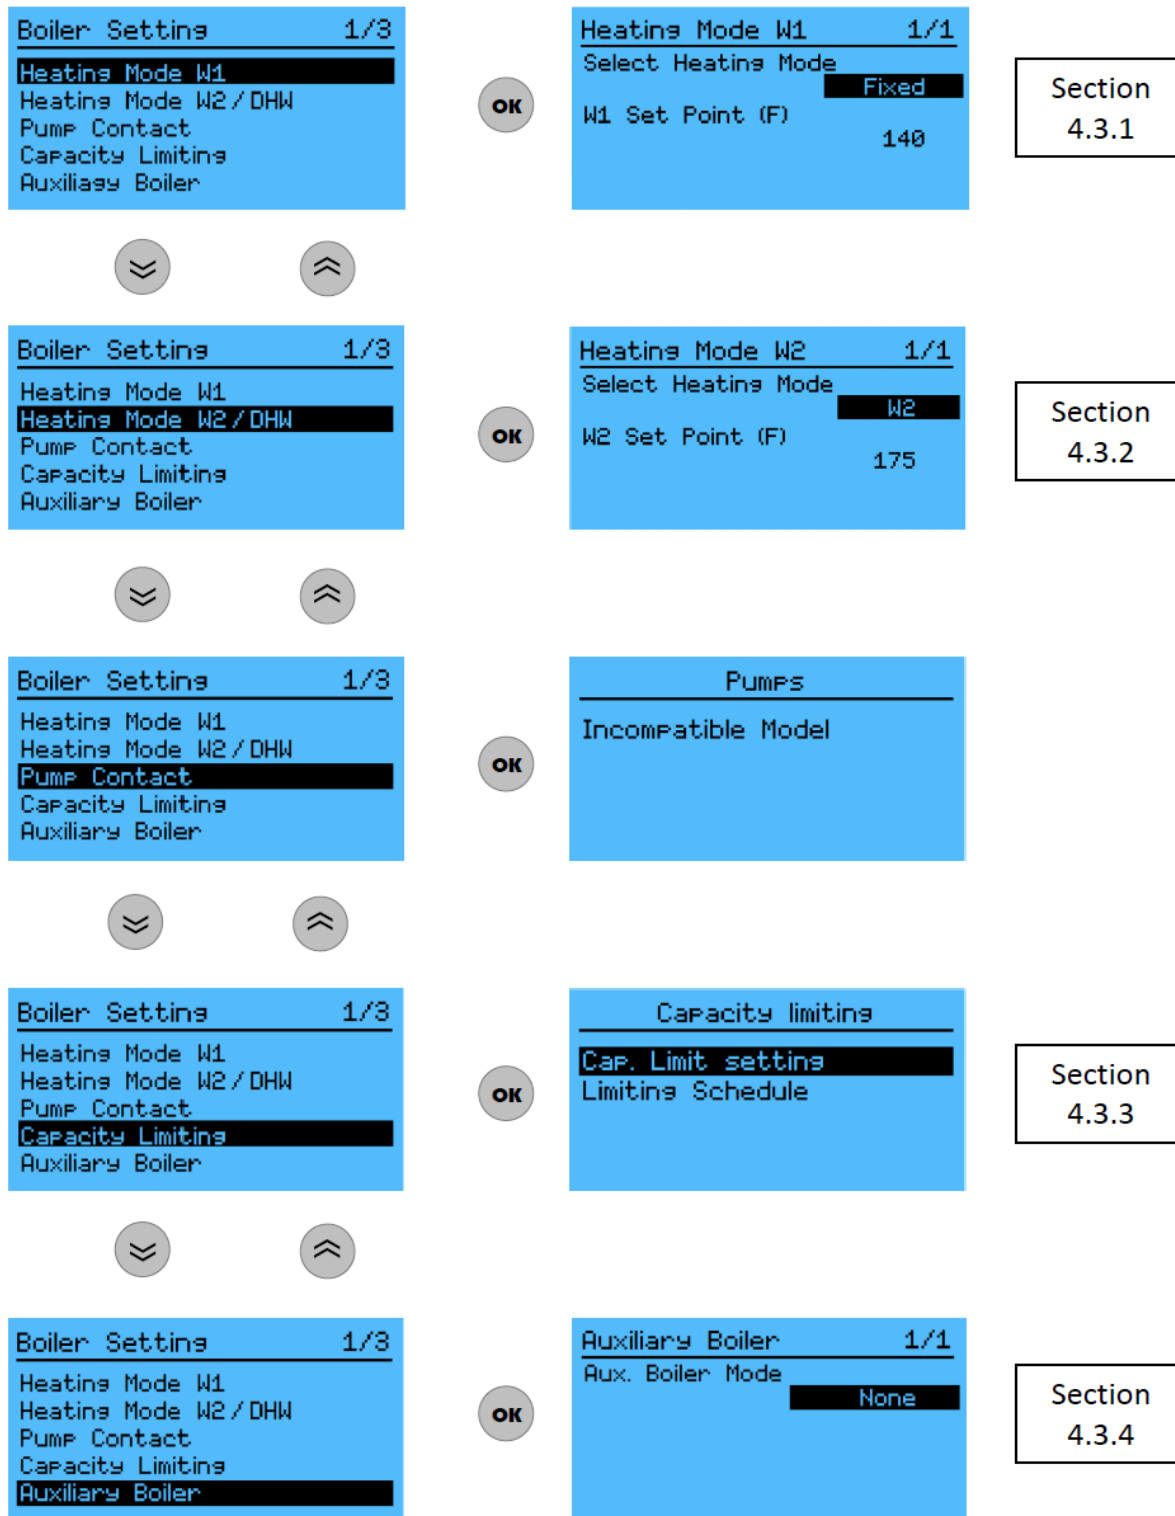 Boiler Setting 1/3
Heating Mode W1
Heating Mode W2/DHW
Pump Contact
Capacity Limiting
Auxiliagy Boiler
OK
Heating Mode W1 1/1
Select Heating Mode
Fixed
W1 Set Point (F)
140
Section
4.3.1
Boiler Setting 1/3
Heating Mode W1
Heating Mode W2/DHW
Pump Contact
Capacity Limiting
Auxiliary Boiler
OK
Heating Mode W2 1/1
Select Heating Mode
W2
W2 Set Point (F)
175
Section
4.3.2
Boiler Setting 1/3
Heating Mode W1
Heating Mode W2/DHW
Pump Contact
Capacity Limiting
Auxiliary Boiler
OK
Pumps
Incompatible Model
Boiler Setting 1/3
Heating Mode W1
Heating Mode W2/DHW
Pump Contact
Capacity Limiting
Auxiliary Boiler
OK
Capacity limiting
Cap. Limit setting
Limiting Schedule
Section
4.3.3
Boiler Setting 1/3
Heating Mode W1
Heating Mode W2/DHW
Pump Contact
Capacity Limiting
Auxiliary Boiler
OK
Auxiliary Boiler 1/1
Aux. Boiler Mode
None
Section
4.3.4